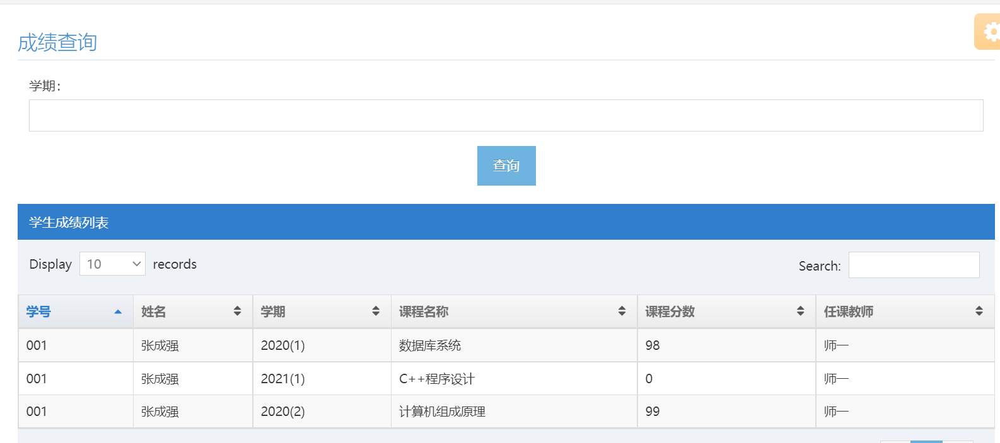 成绩查询
学期：
查询
学生成绩列表
Display 10 records Search:
学号 姓名 学期 课程名称 课程分数 任课教师
001 张成强 2020(1) 数据库系统 98 师一
001 张成强 2021(1) C++程序设计 0 师一
001 张成强 2020(2) 计算机组成原理 99 师一